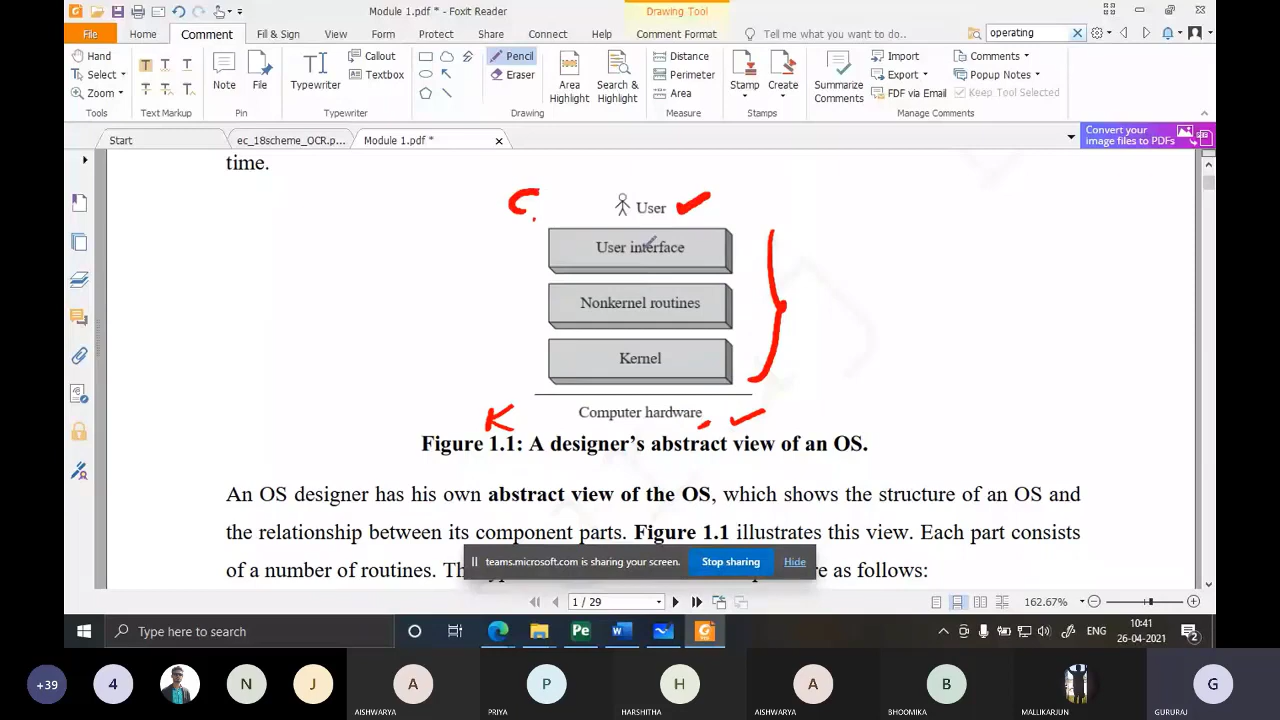 Module 1.pdf * - Foxit Reader
Drawing Tool
File Home Comment View Fill & Sign Form Protect Share Connect Help Comment Format Tell me what you want to do.. operating
Hand
Select
Zoom
Tools
Text Markup
Note
File
Pin
Typewriter
Callout
Textbox
Typewriter
Pencil
Eraser
Drawing
Area
Highlight
Search &
Highlight
Distance
Perimeter
Area
Measure
Stamp
Create
Stamps
Summarize
Comments
Import
Export
FDF via Email
Comments
Popup Notes
Keep Tool Selected
Manage Comments
Start
ec_18scheme_OCR.p...
Module 1.pdf *
Convert your
image files to PDFs
time.
User
User interface
Nonkernel routines
Kernel
K
Computer hardware
Figure 1.1: A designer’s abstract view of an OS.
An OS designer has his own abstract view of the OS, which shows the structure of an OS and
the relationship between its component parts. Figure 1.1 illustrates this view. Each part consists
of a number of routines. Th
re as follows:
teams.microsoft.com is sharing your screen. Stop sharing Hide
1 / 29
162.67%
Type here to search
Pe
ENG
10:41
26-04-2021
2
+39
4
N
J
A
AISHWARYA
P
PRIYA
H
HARSHITHA
A
AISHWARYA
B
BHOOMIKA
MALLIKARJUN
G
GURURAJ